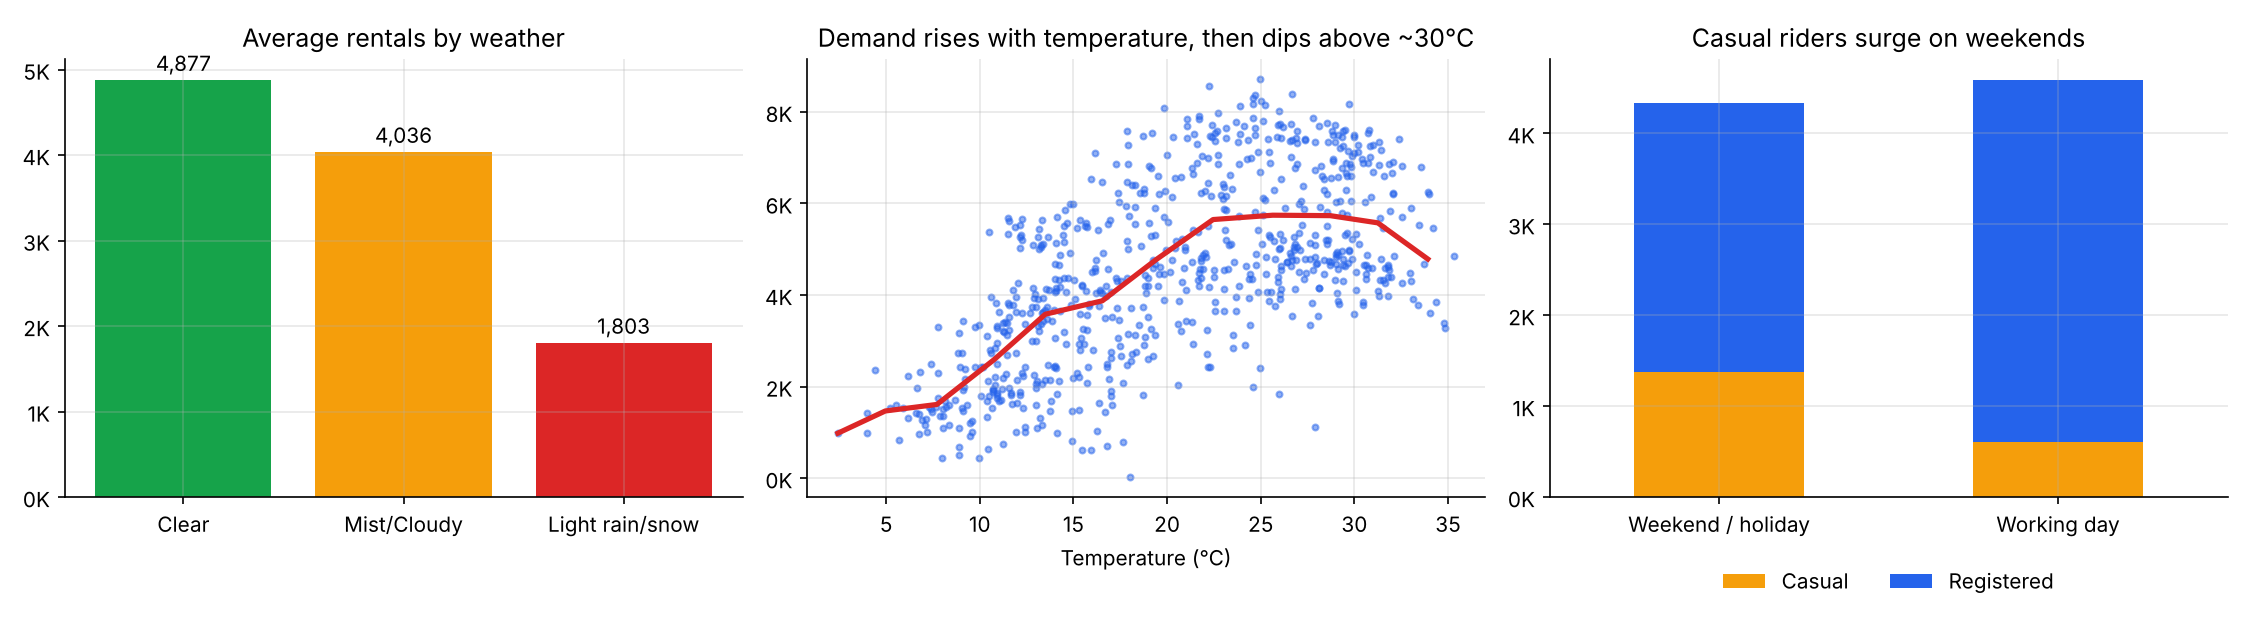 Average rentals by weather
5K
4K
3K
2K
1K
0K
4,877
4,036
1,803
Clear
Mist/Cloudy
Light rain/snow
Demand rises with temperature, then dips above ~30°C
8K
6K
4K
2K
0K
5
10
15
20
25
30
35
Temperature (°C)
Casual riders surge on weekends
4K
3K
2K
1K
0K
Weekend / holiday
Working day
Casual
Registered